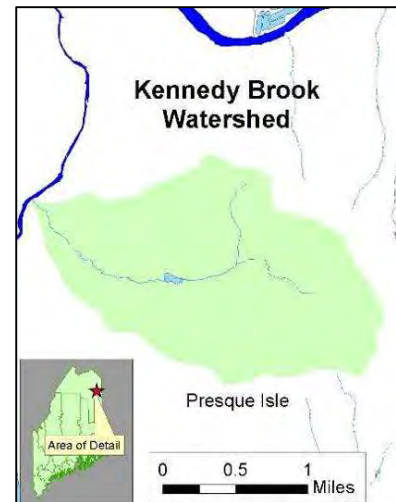 Kennedy Brook
Watershed
Presque Isle
Area of Detail
0 0.5 1
Miles